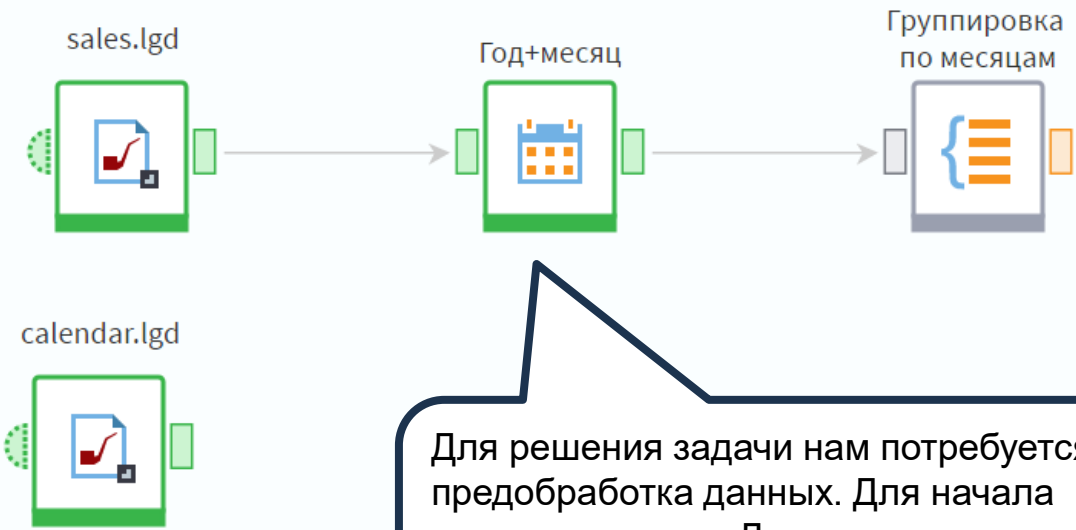 sales.lgd
Год+месяц
Группировка
по месяцам
calendar.lgd
Для решения задачи нам потребуется
предобработка данных. Для начала